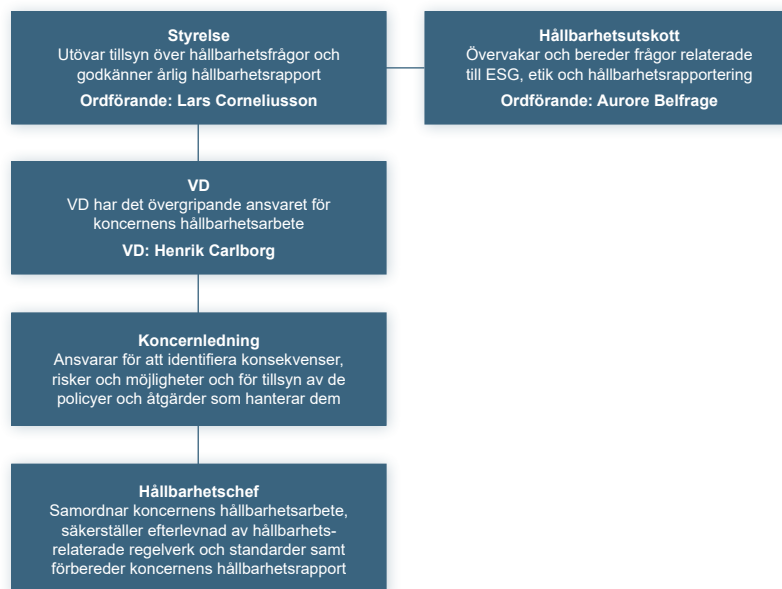 Styrelse
Utövar tillsyn över hållbarhetsfrågor och
godkänner årlig hållbarhetsrapport
Ordförande: Lars Corneliusson
Hållbarhetsutskott
Övervakar och bereder frågor relaterade
till ESG, etik och hållbarhetsrapportering
Ordförande: Aurore Belfrage
VD
VD har det övergripande ansvaret för
koncernens hållbarhetsarbete
VD: Henrik Carlborg
Koncernledning
Ansvarar för att identifiera konsekvenser,
risker och möjligheter och för tillsyn av de
policyer och åtgärder som hanterar dem
Hållbarhetschef
Samordnar koncernens hållbarhetsarbete,
säkerställer efterlevnad av hållbarhets-
relaterade regelverk och standarder samt
förbereder koncernens hållbarhetsrapport